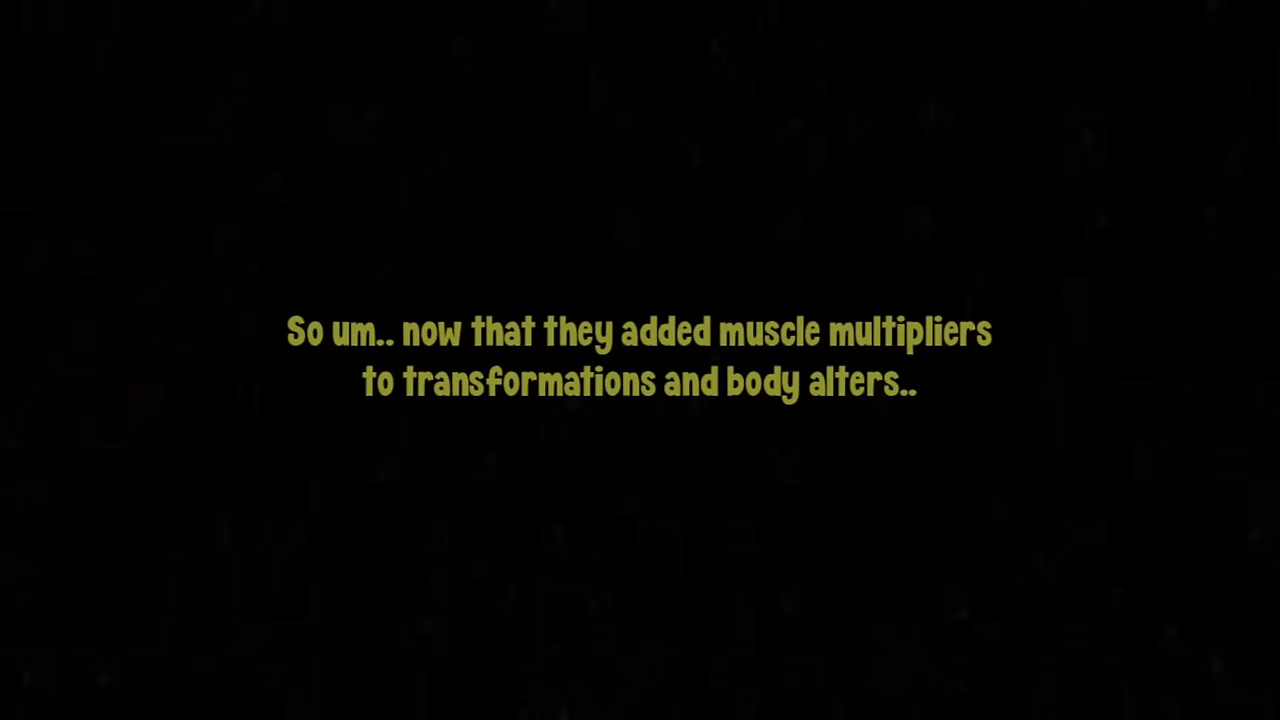 So um.. now that they added muscle multipliers
to transformations and body alters..